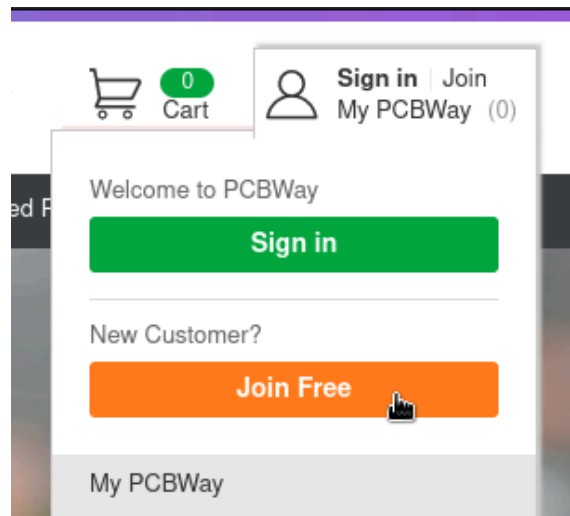 0
Cart
Sign in | Join
My PCBWay (0)
ed
Welcome to PCBWay
Sign in
New Customer?
Join Free
My PCBWay